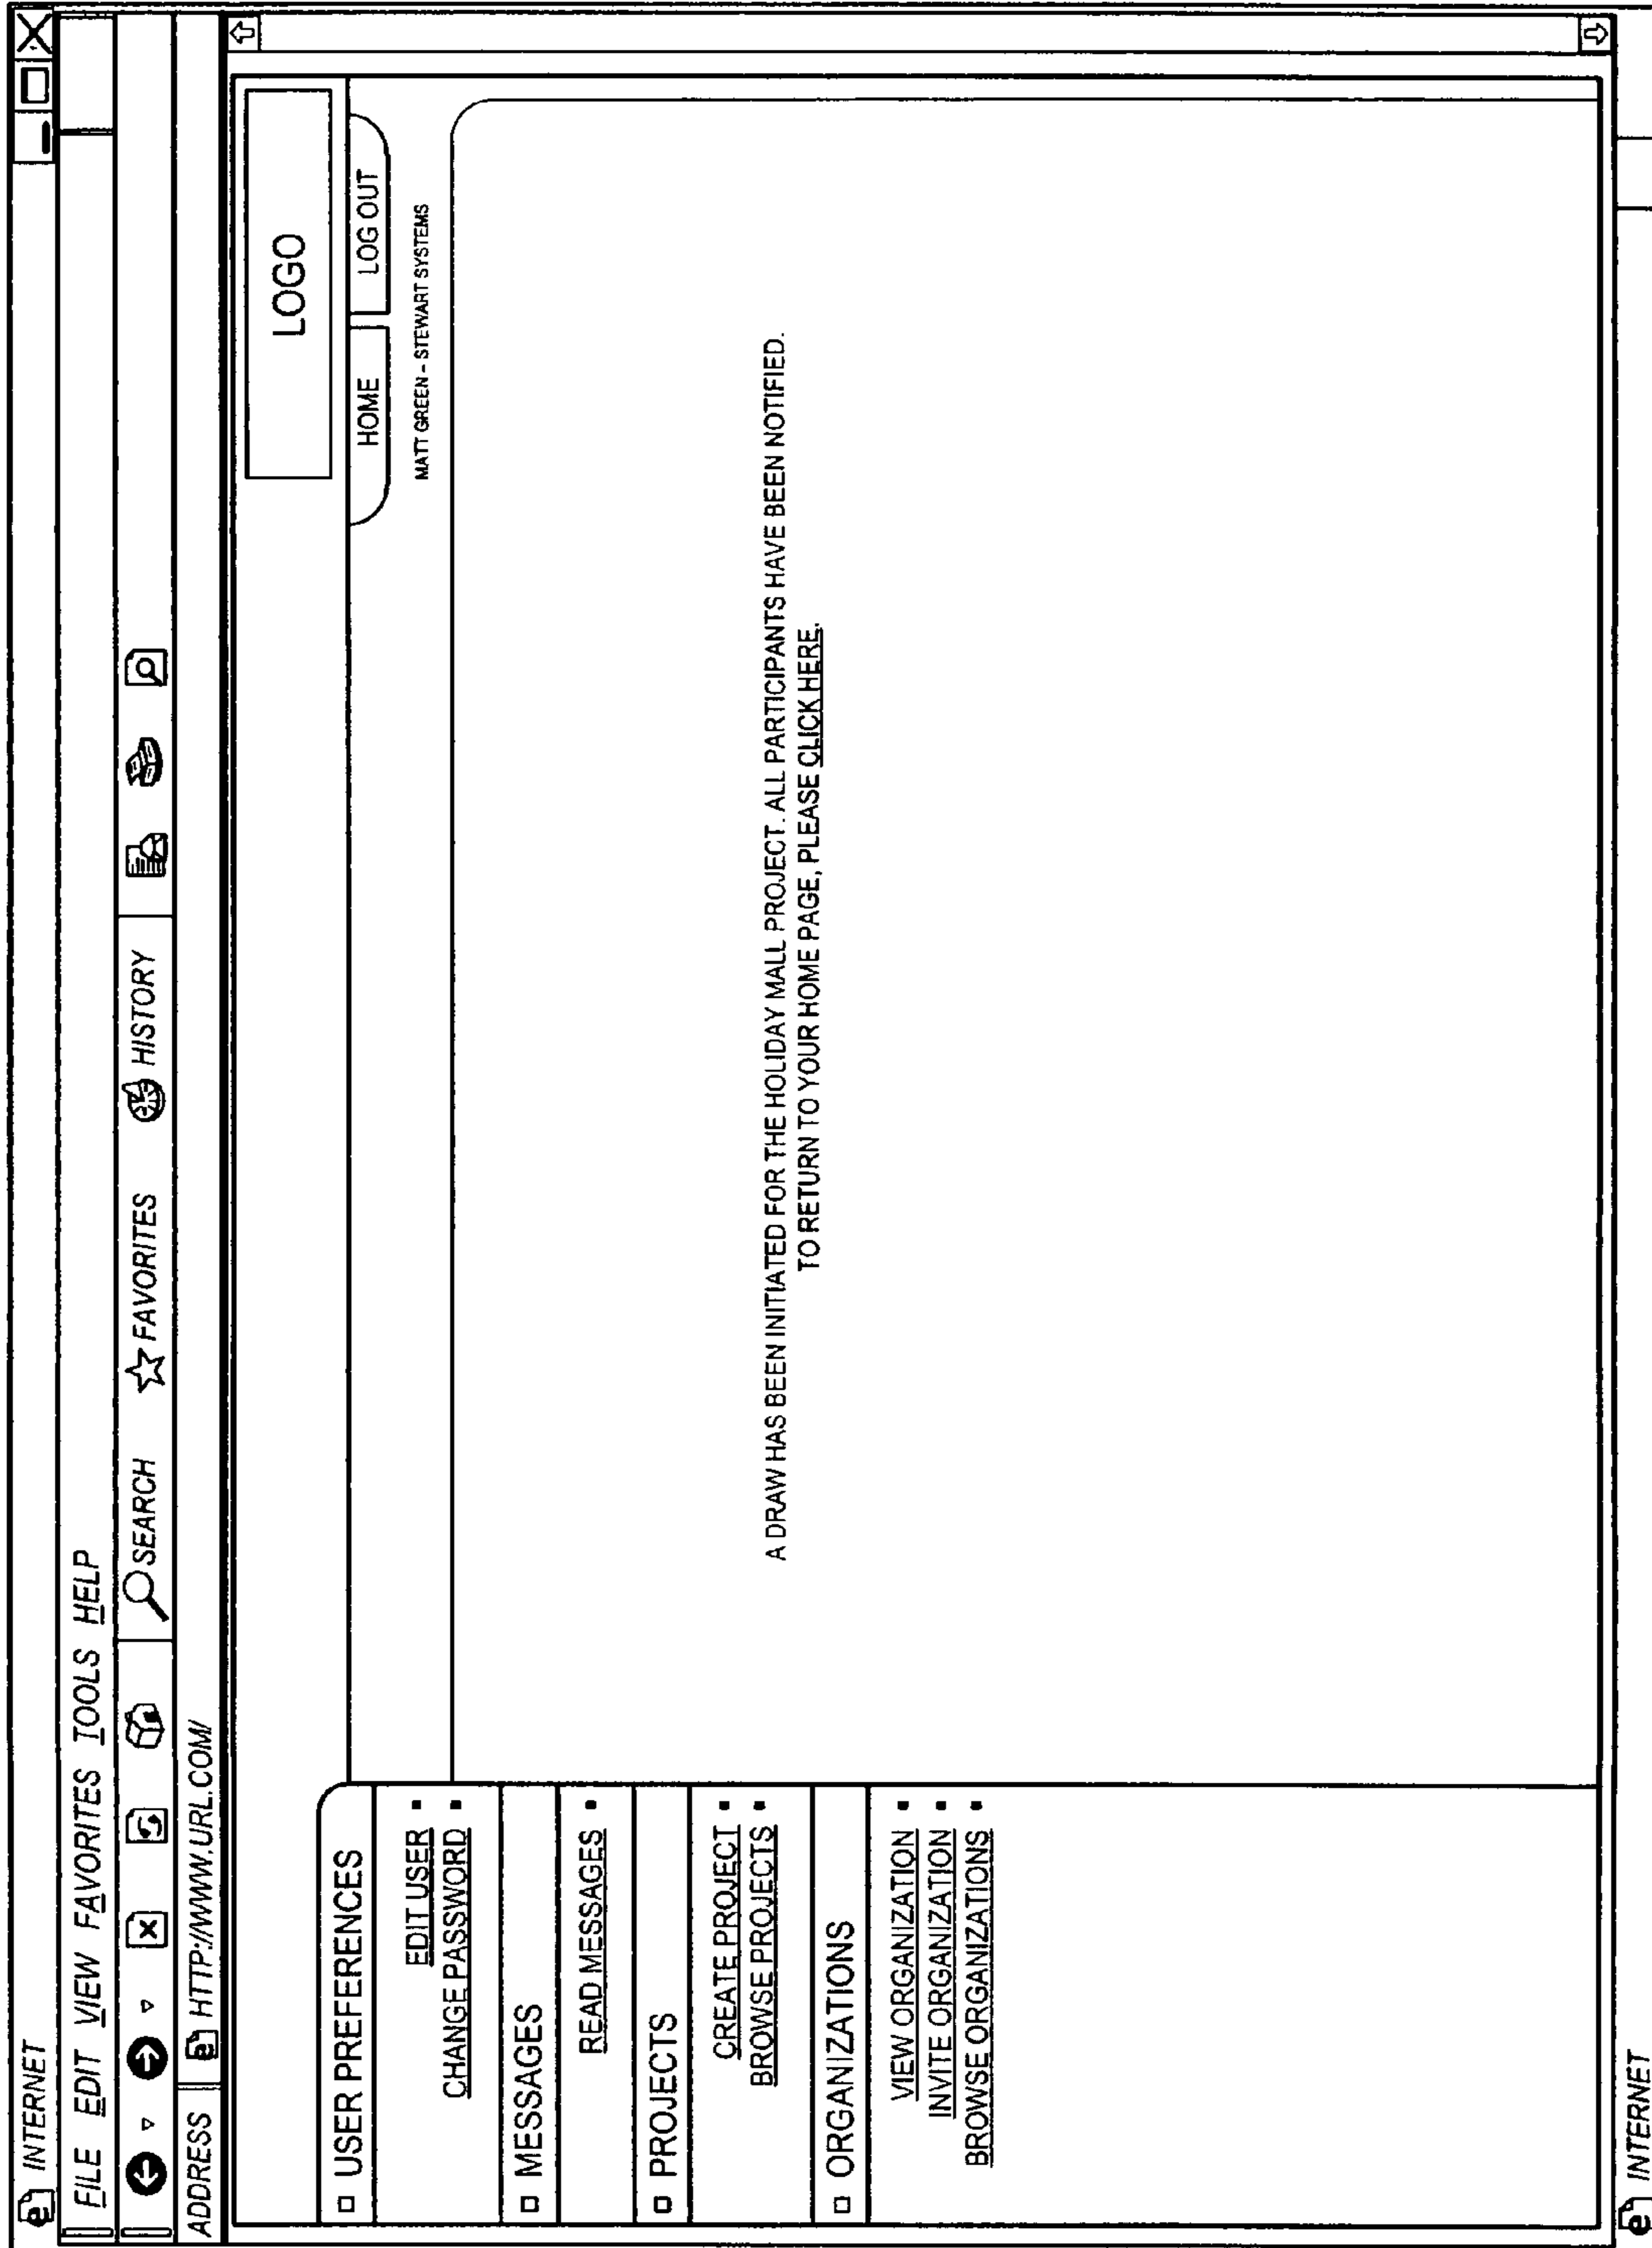 INTERNET
FILE EDIT VIEW FAVORITES TOOLS HELP
SEARCH FAVORITES HISTORY
ADDRESS HTTP://WWW.URL.COM/
LOGO
HOME LOG OUT
MATT GREEN - STEWART SYSTEMS
USER PREFERENCES
EDIT USER
CHANGE PASSWORD
MESSAGES
READ MESSAGES
PROJECTS
CREATE PROJECT
BROWSE PROJECTS
ORGANIZATIONS
VIEW ORGANIZATION
INVITE ORGANIZATION
BROWSE ORGANIZATIONS
A DRAW HAS BEEN INITIATED FOR THE HOLIDAY MALL PROJECT. ALL PARTICIPANTS HAVE BEEN NOTIFIED.
TO RETURN TO YOUR HOME PAGE, PLEASE CLICK HERE.
INTERNET